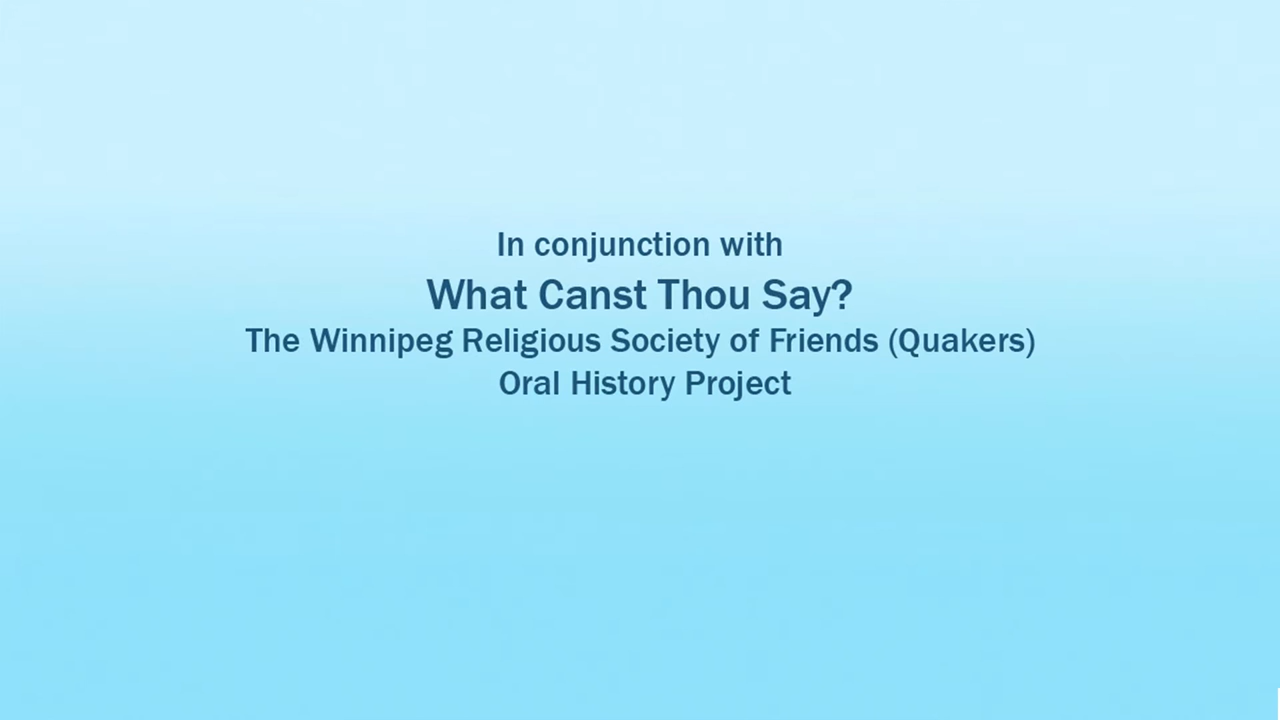 In conjunction with
What Canst Thou Say?
The Winnipeg Religious Society of Friends (Quakers)
Oral History Project